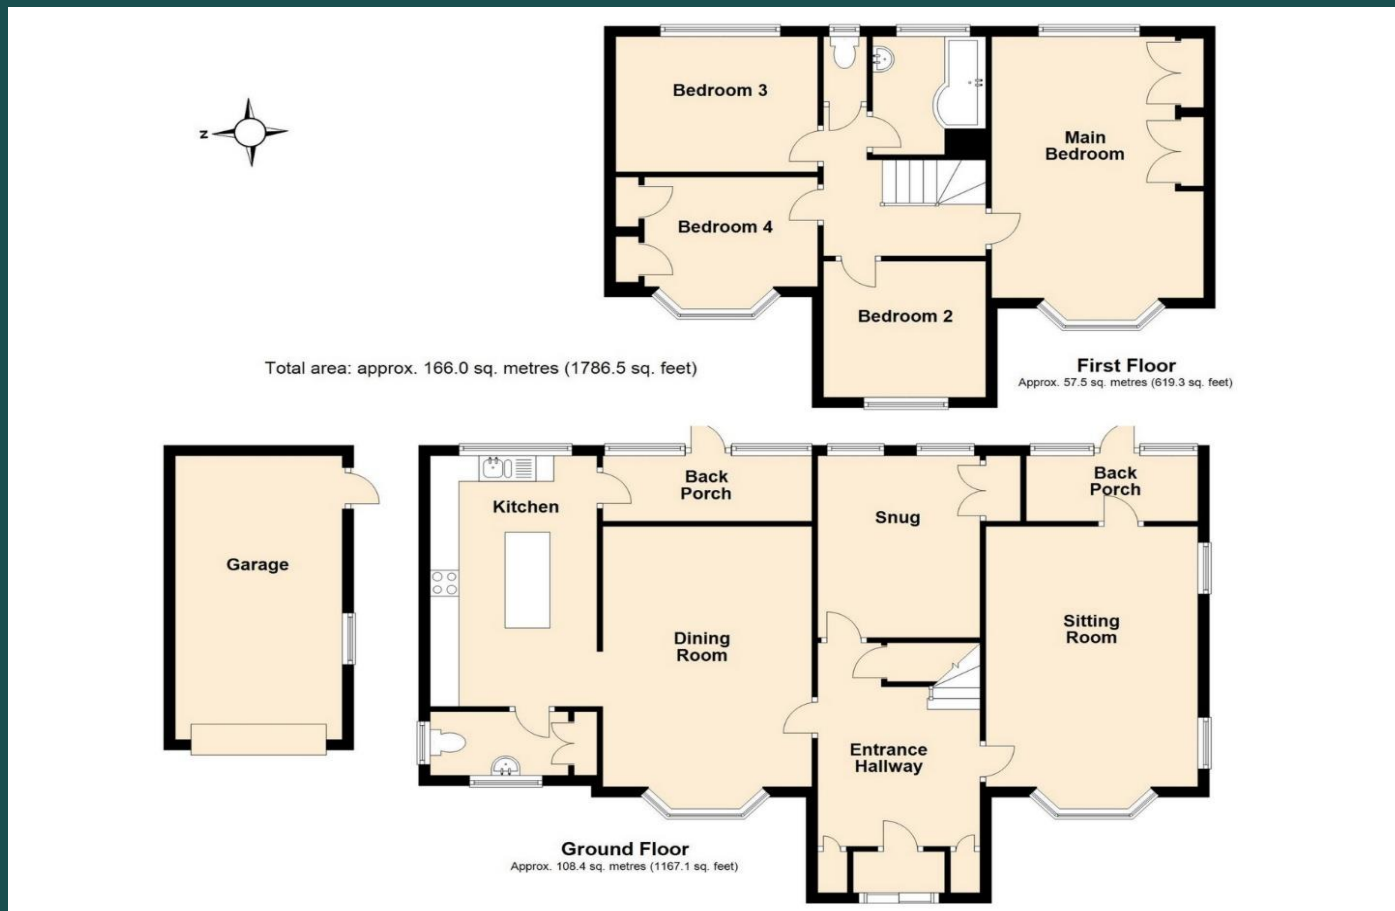 Bedroom 3
Main
Bedroom
Bedroom 4
Bedroom 2
N
Total area: approx. 166.0 sq. metres (1786.5 sq. feet)
First Floor
Approx. 57.5 sq. metres (619.3 sq. feet)
Garage
Kitchen
Back
Porch
Snug
Back
Porch
Dining
Room
Sitting
Room
Entrance
Hallway
Ground Floor
Approx. 108.4 sq. metres (1167.1 sq. feet)